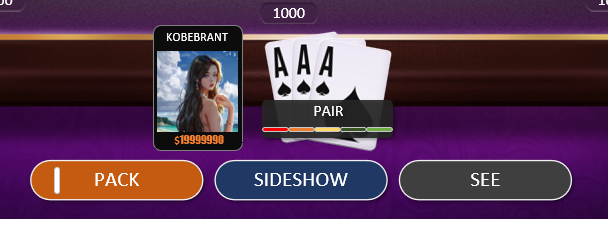 1000
KOBEBRANT
$19999990
A A A
PAIR
PACK
SIDESHOW
SEE